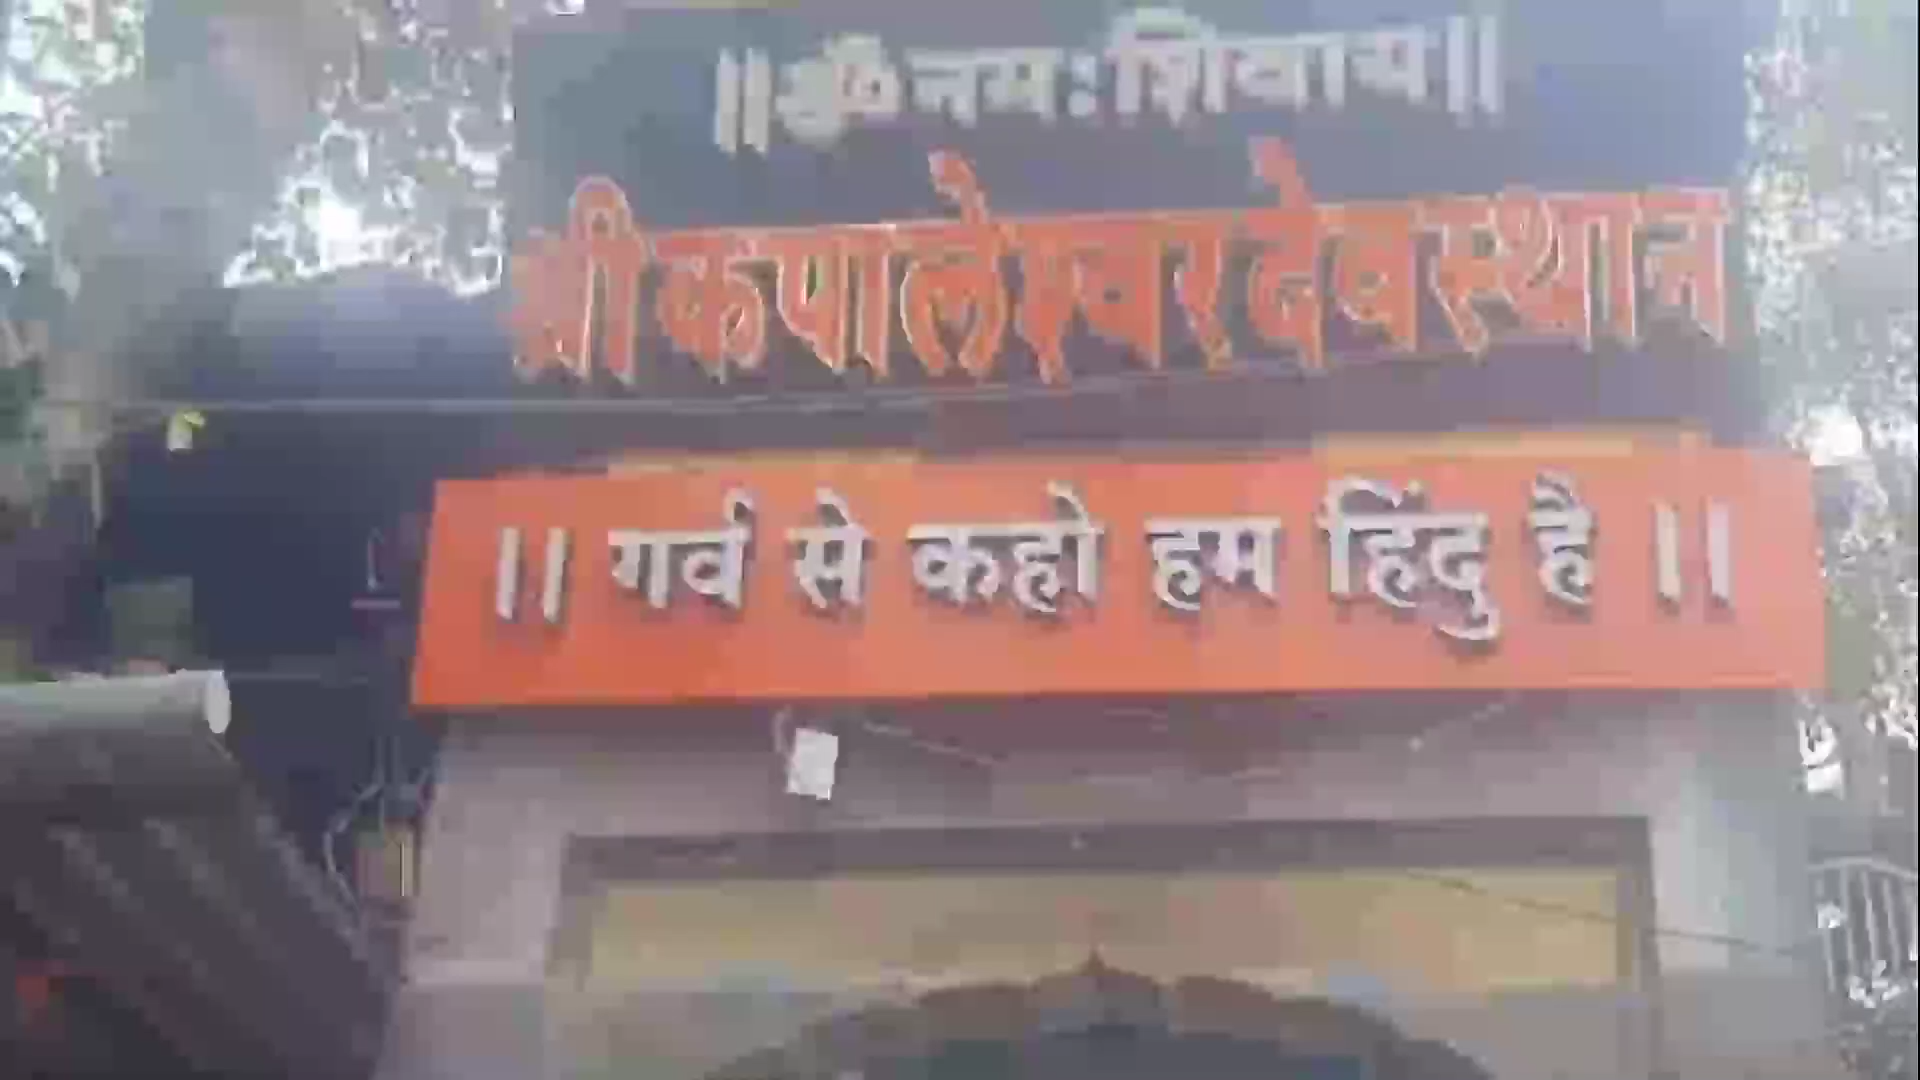 ॥ ॐ नमः शिवाय ॥
श्री कपालेश्वर देवस्थान
।। गर्व से कहो हम हिंदु है ।।